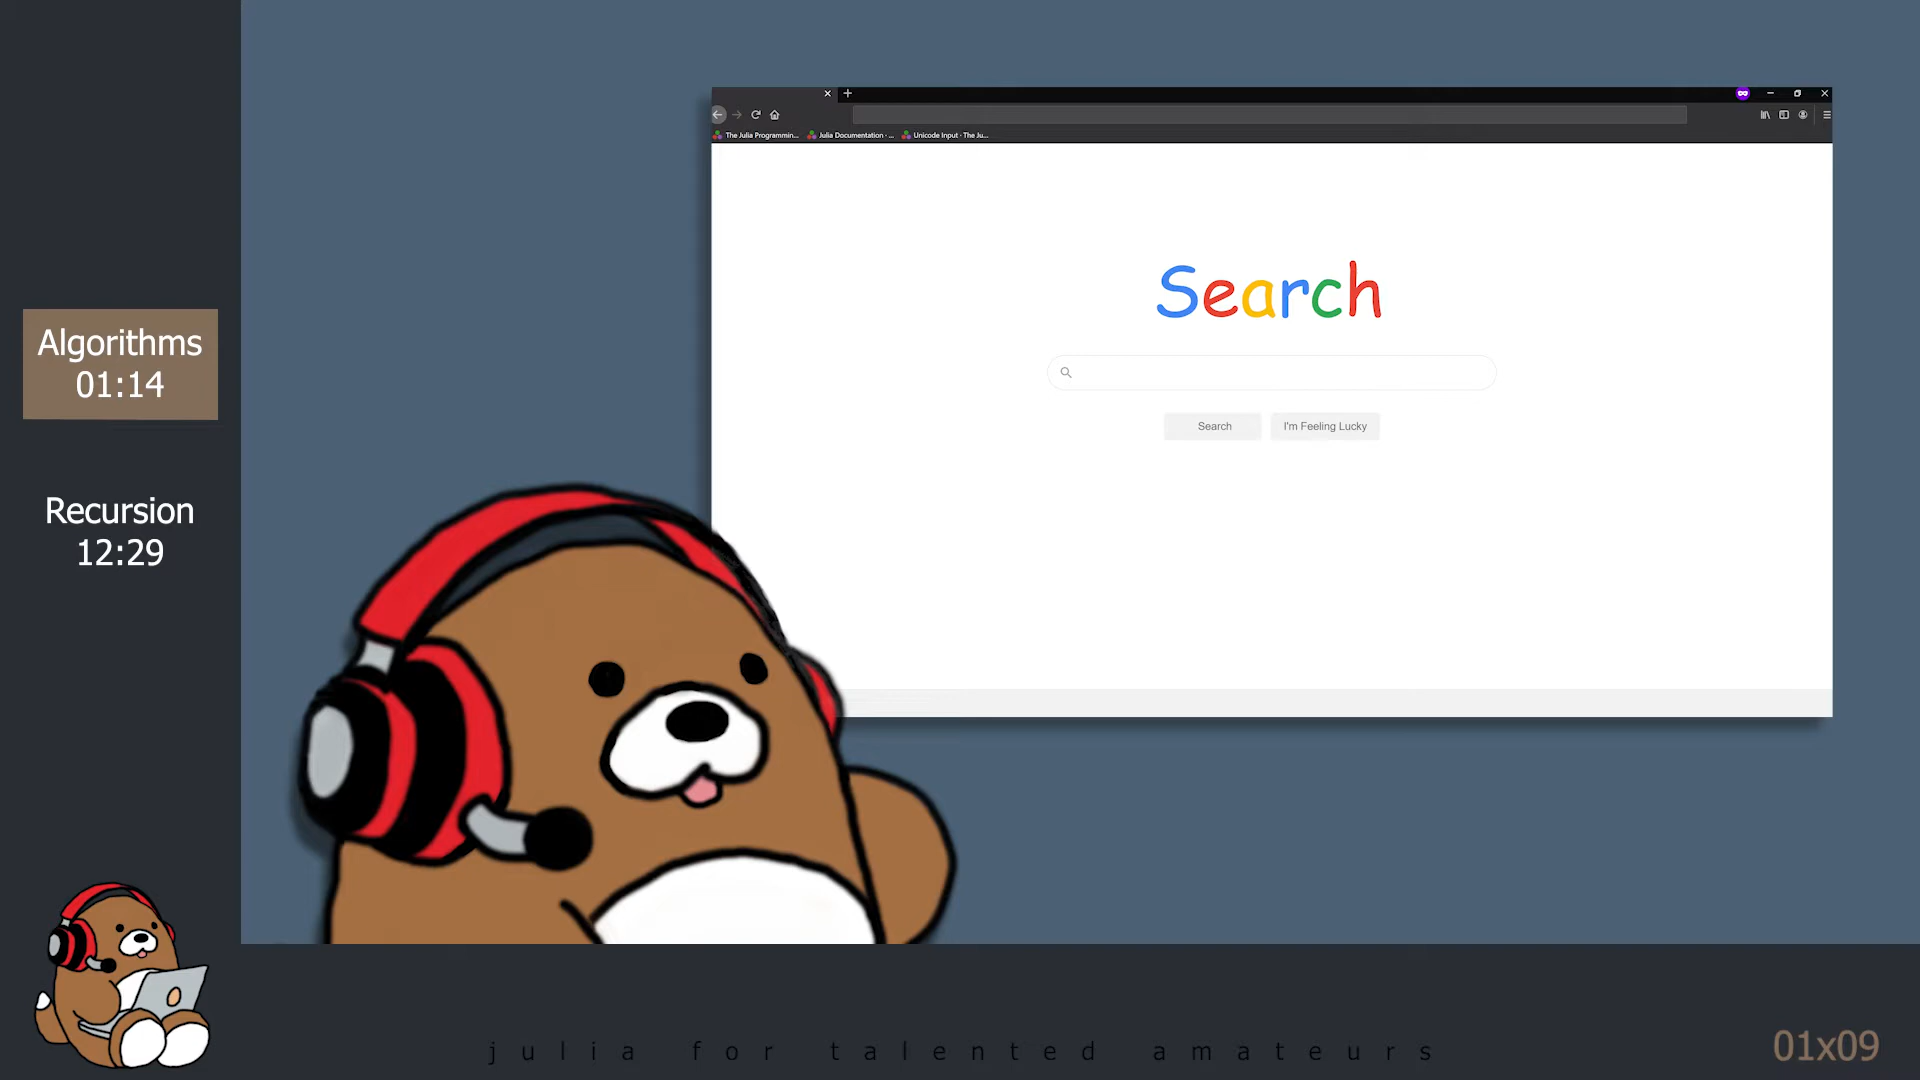 The Julia Programmin...
Julia Documentation · ...
Unicode Input · The Ju...
Search
Search
I'm Feeling Lucky
Algorithms
01:14
Recursion
12:29
julia for talented amateurs
01x09